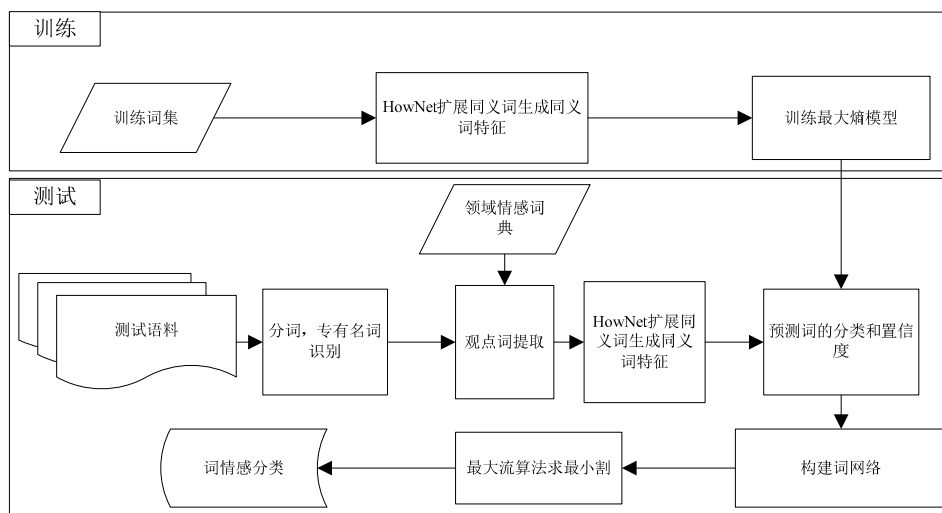 训练
训练词集
HowNet扩展同义词生成同义
词特征
训练最大熵模型
测试
领域情感词
典
测试语料
分词，专有名词
识别
观点词提取
HowNet扩展同
义词生成同义
词特征
预测词的分类和置信
度
词情感分类
最大流算法求最小割
构建词网络